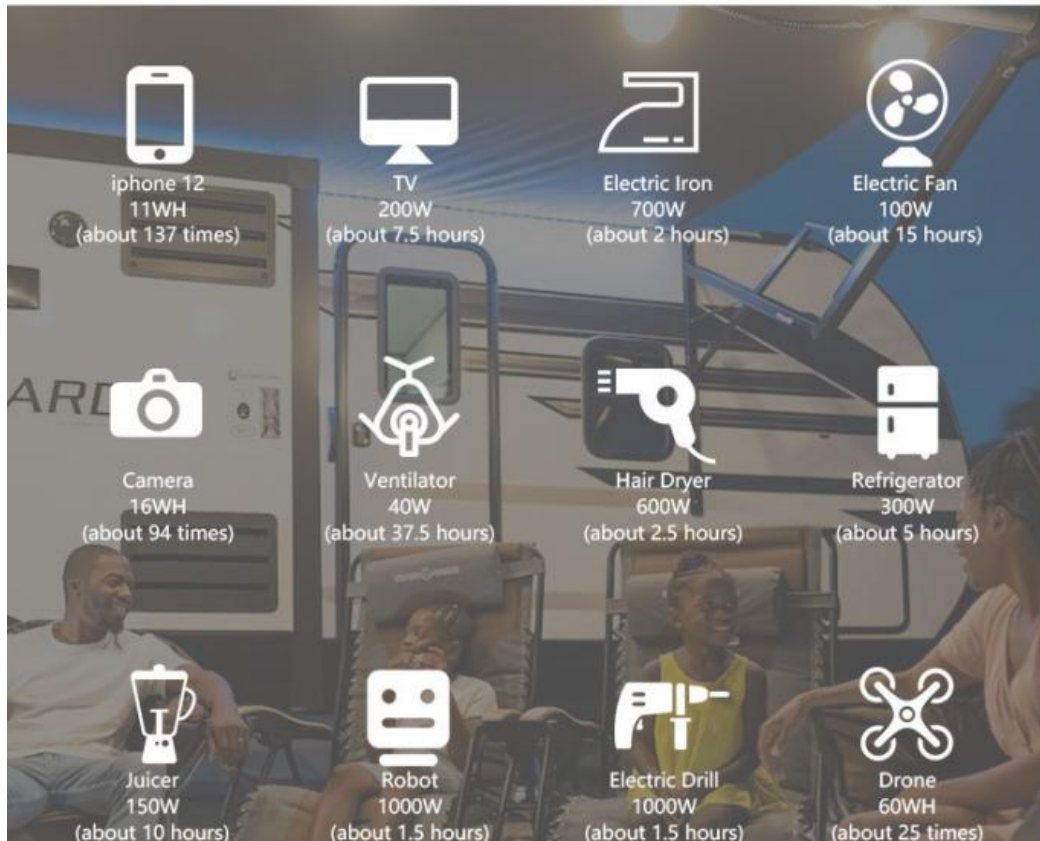 iphone 12
11WH
(about 137 times)
TV
200W
(about 7.5 hours)
Electric Iron
700W
(about 2 hours)
Electric Fan
100W
(about 15 hours)
Camera
16WH
(about 94 times)
Ventilator
40W
(about 37.5 hours)
Hair Dryer
600W
(about 2.5 hours)
Refrigerator
300W
(about 5 hours)
Juicer
150W
(about 10 hours)
Robot
1000W
(about 1.5 hours)
Electric Drill
1000W
(about 1.5 hours)
Drone
60WH
(about 25 times)